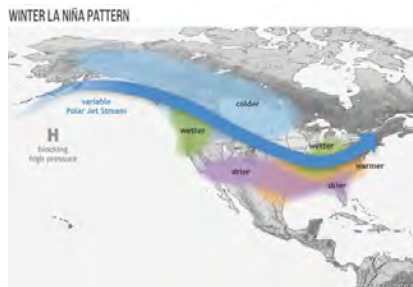 WINTER LA NIÑA PATTERN
variable
Polar Jet Stream
colder
wetter
wetter
H
blocking
high pressure
warmer
drier
drier